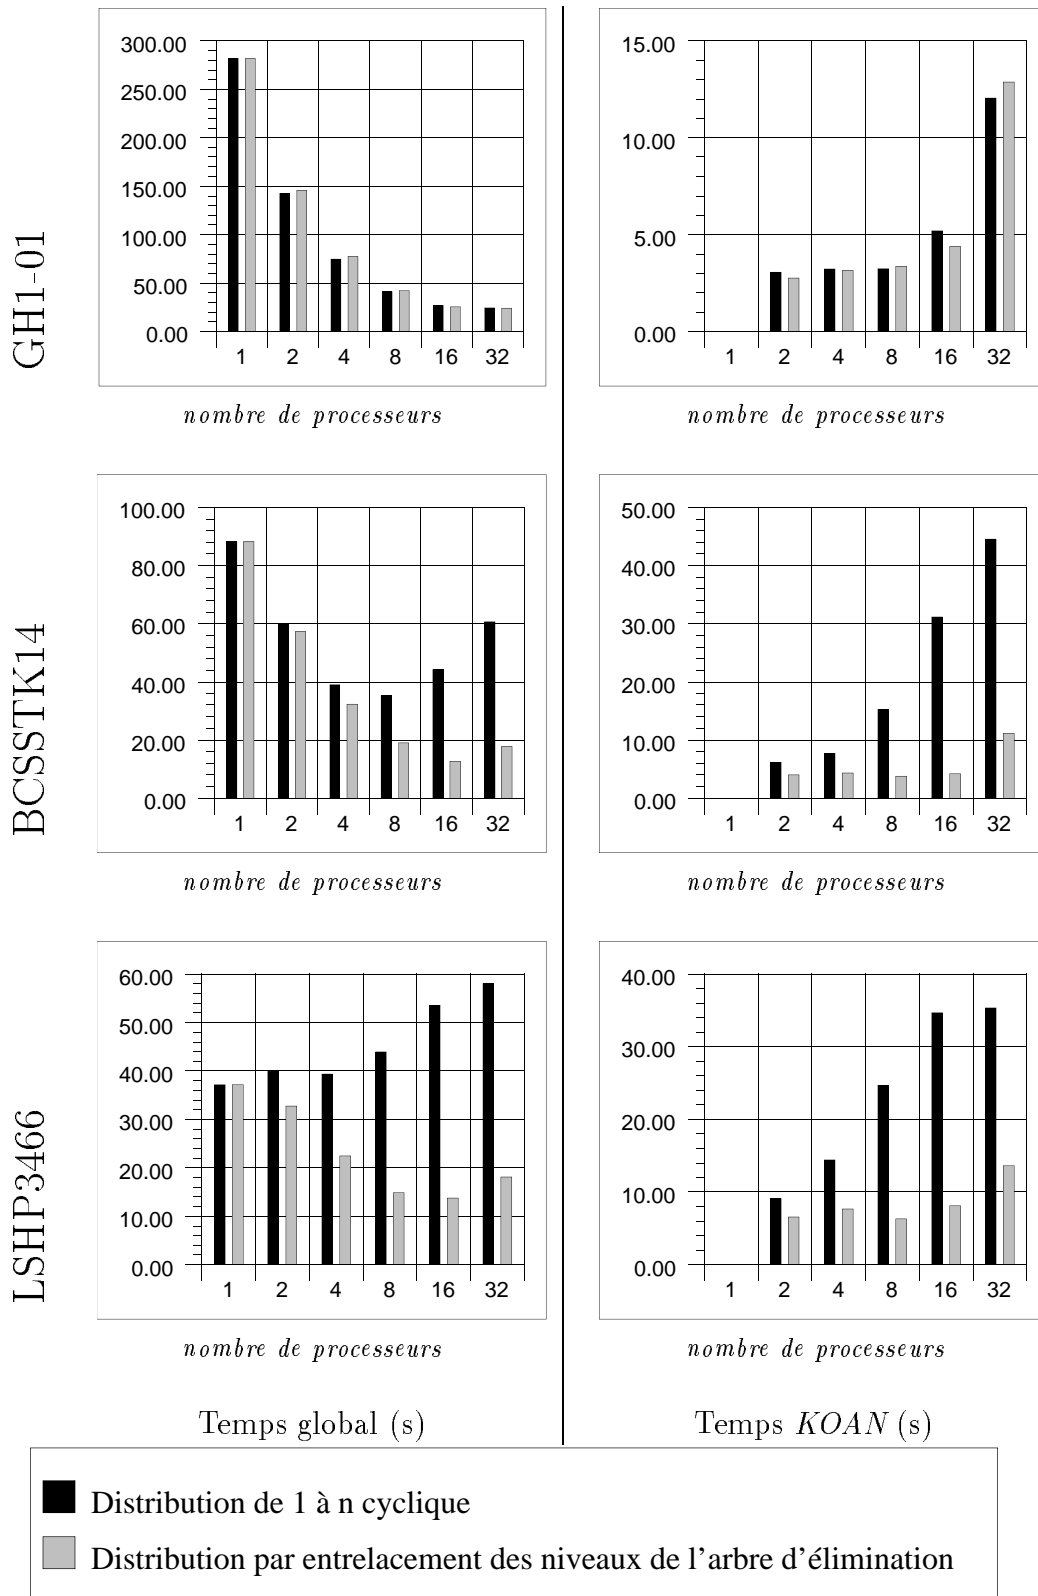 GH1-01
300.00
250.00
200.00
150.00
100.00
50.00
0.00
1 2 4 8 16 32
nombre de processeurs
15.00
10.00
5.00
0.00
1 2 4 8 16 32
nombre de processeurs
BCSSTK14
100.00
80.00
60.00
40.00
20.00
0.00
1 2 4 8 16 32
nombre de processeurs
50.00
40.00
30.00
20.00
10.00
0.00
1 2 4 8 16 32
nombre de processeurs
LSHP3466
60.00
50.00
40.00
30.00
20.00
10.00
0.00
1 2 4 8 16 32
nombre de processeurs
40.00
30.00
20.00
10.00
0.00
1 2 4 8 16 32
nombre de processeurs
Temps global (s)
Temps KOAN (s)
Distribution de 1 à n cyclique
Distribution par entrelacement des niveaux de l'arbre d'élimination